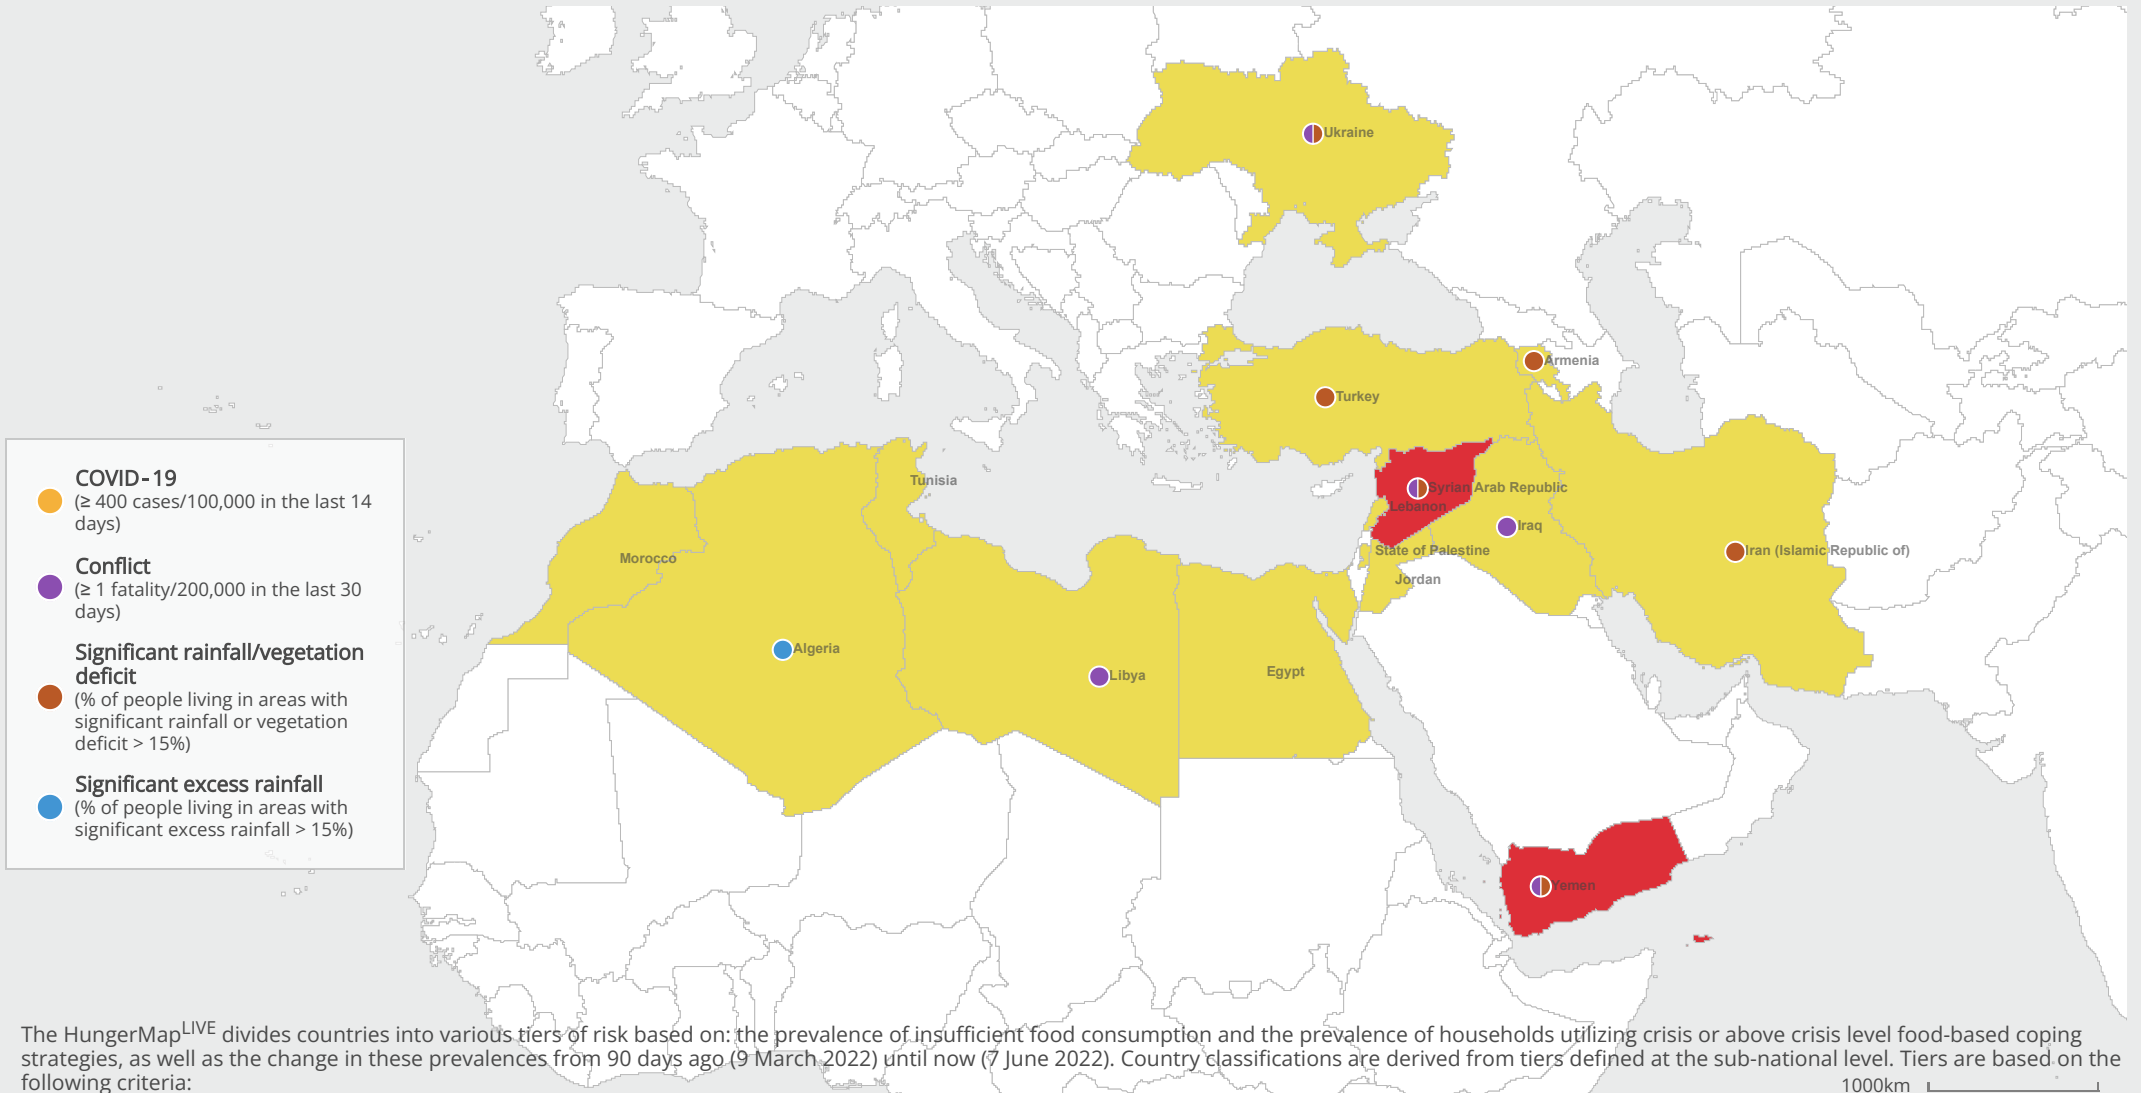 Ukraine
Armenia
Turkey
Tunisia
Syrian Arab Republic
Lebanon
Iraq
State of Palestine
Iran (Islamic Republic of)
Morocco
Jordan
Algeria
Libya
Egypt
Yemen
COVID-19
(≥ 400 cases/100,000 in the last 14
days)
Conflict
(≥ 1 fatality/200,000 in the last 30
days)
Significant rainfall/vegetation
deficit
(% of people living in areas with
significant rainfall or vegetation
deficit > 15%)
Significant excess rainfall
(% of people living in areas with
significant excess rainfall > 15%)
The HungerMapLIVE divides countries into various tiers of risk based on: the prevalence of insufficient food consumption and the prevalence of households utilizing crisis or above crisis level food-based coping
strategies, as well as the change in these prevalences from 90 days ago (9 March 2022) until now (7 June 2022). Country classifications are derived from tiers defined at the sub-national level. Tiers are based on the
following criteria:
1000km